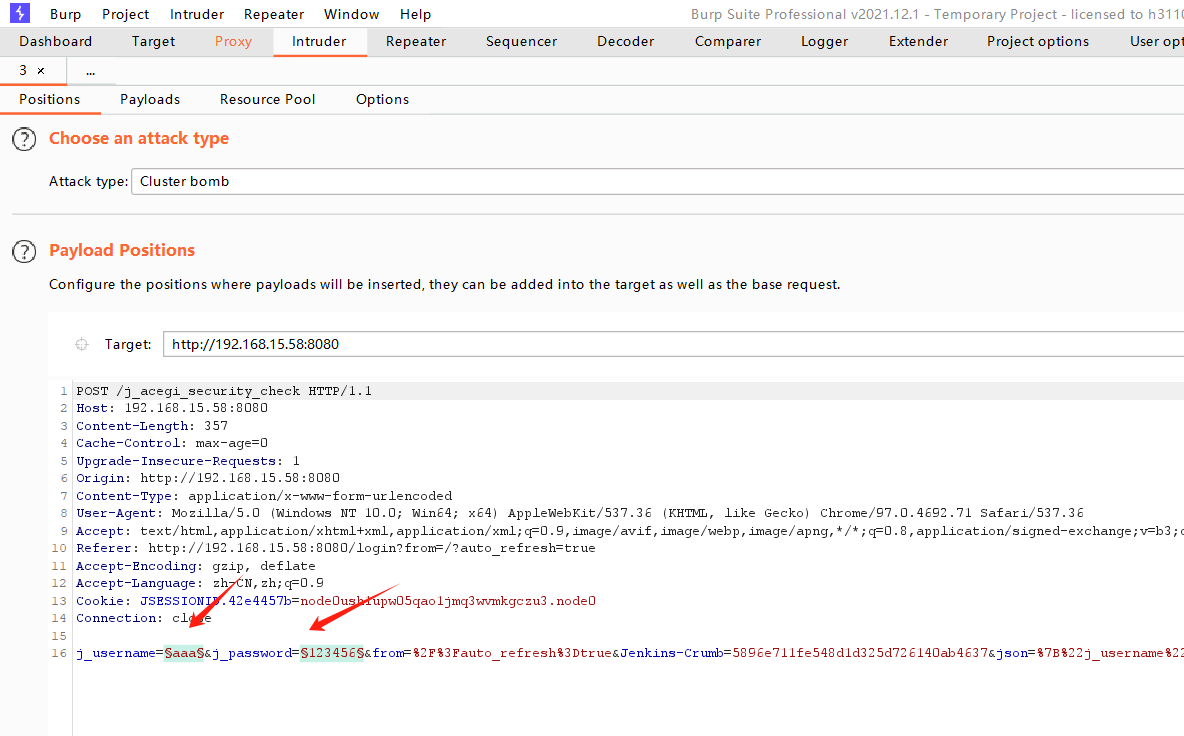 Burp Project Intruder Repeater Window Help Burp Suite Professional v2021.12.1 - Temporary Project - licensed to h3110
Dashboard Target Proxy Intruder Repeater Sequencer Decoder Comparer Logger Extender Project options User opt
3 × ...
Positions Payloads Resource Pool Options
? Choose an attack type
Attack type: Cluster bomb
? Payload Positions
Configure the positions where payloads will be inserted, they can be added into the target as well as the base request.
Target: http://192.168.15.58:8080
1 POST /j_acegi_security_check HTTP/1.1
2 Host: 192.168.15.58:8080
3 Content-Length: 357
4 Cache-Control: max-age=0
5 Upgrade-Insecure-Requests: 1
6 Origin: http://192.168.15.58:8080
7 Content-Type: application/x-www-form-urlencoded
8 User-Agent: Mozilla/5.0 (Windows NT 10.0; Win64; x64) AppleWebKit/537.36 (KHTML, like Gecko) Chrome/97.0.4692.71 Safari/537.36
9 Accept: text/html,application/xhtml+xml,application/xml;q=0.9,image/avif,image/webp,image/apng,*/*;q=0.8,application/signed-exchange;v=b3;q
10 Referer: http://192.168.15.58:8080/login?from=/?auto_refresh=true
11 Accept-Encoding: gzip, deflate
12 Accept-Language: zh-CN,zh;q=0.9
13 Cookie:
14 Connection: close
15
16 j_username=§aaa§&j_password=§123456§&from=%2F%3Fauto_refresh%3Dtrue&Jenkins-Crumb=5896e711fe548d1d325d726140ab4637&json=%7B%22j_username%22